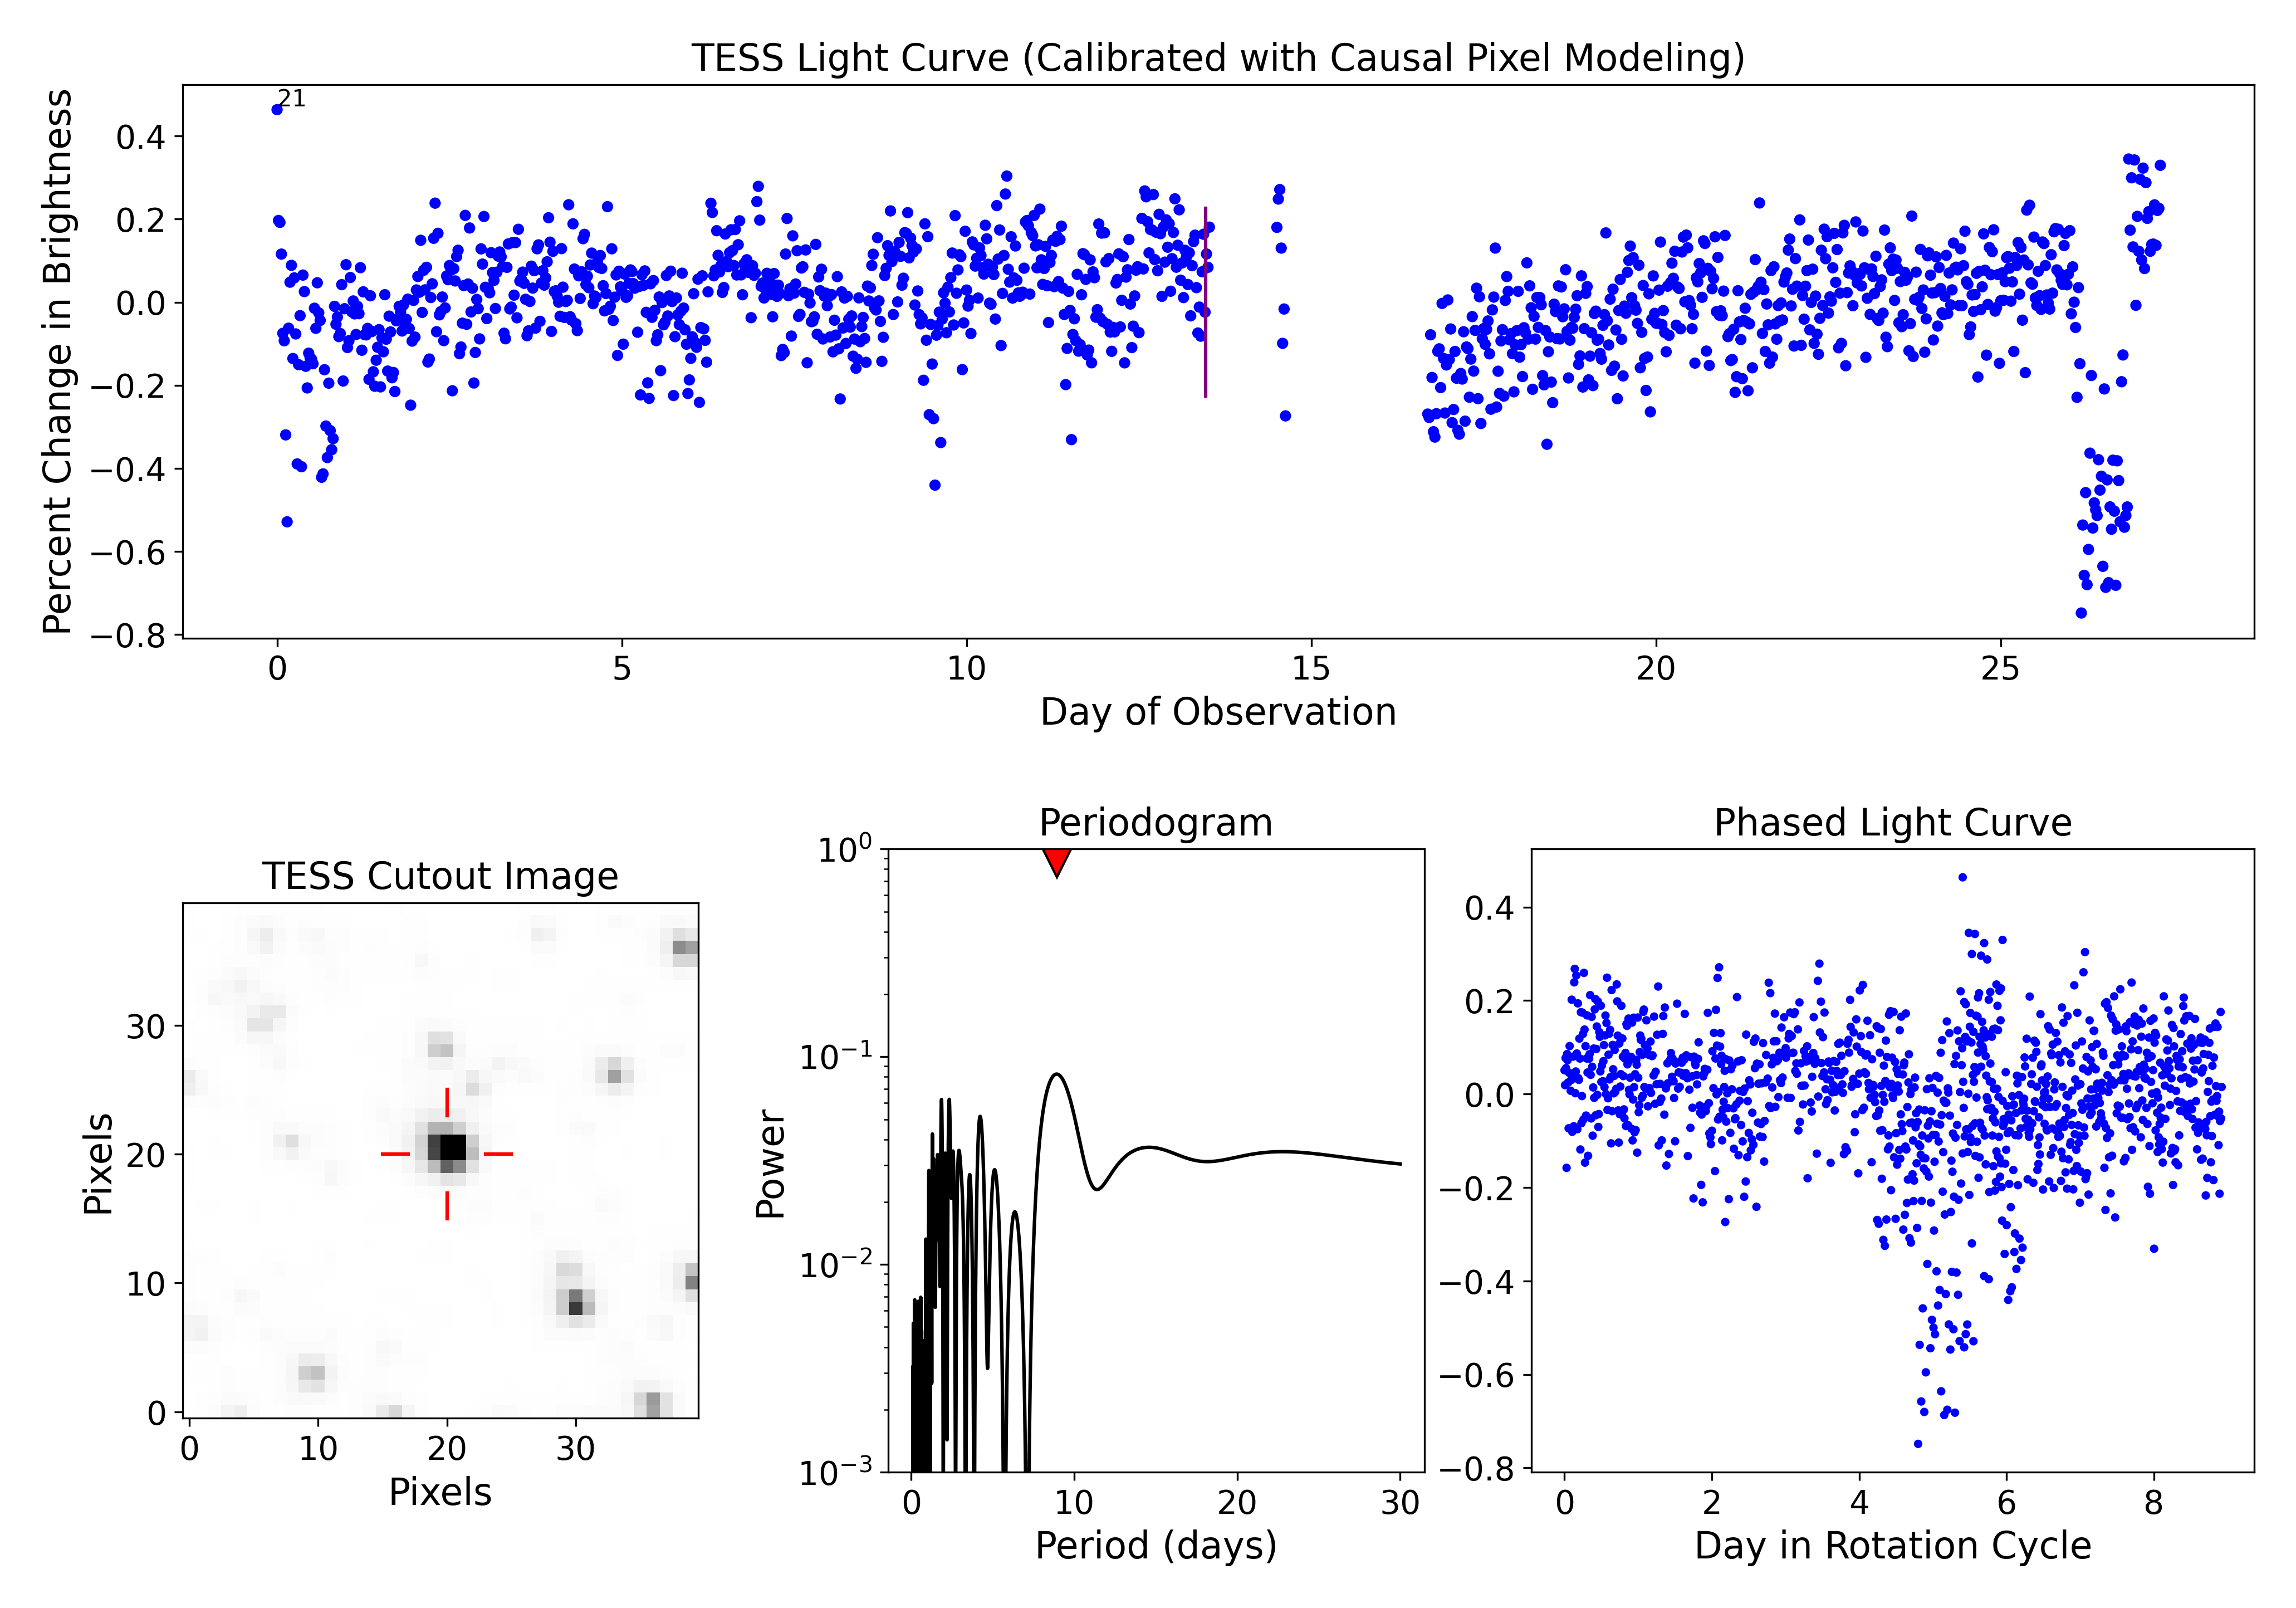 TESS Light Curve (Calibrated with Causal Pixel Modeling)
Percent Change in Brightness
0.4
0.2
0.0
−0.2
−0.4
−0.6
−0.8
21
0 5 10 15 20 25
Day of Observation
TESS Cutout Image
Pixels
30
20
10
0
0 10 20 30
Pixels
Periodogram
Power
10^0
10^-1
10^-2
10^-3
0 10 20 30
Period (days)
Phased Light Curve
0.4
0.2
0.0
−0.2
−0.4
−0.6
−0.8
0 2 4 6 8
Day in Rotation Cycle